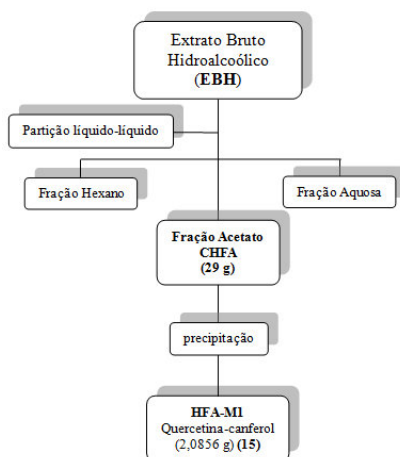 Extrato Bruto
Hidroalcoólico
(EBH)
Partição líquido-líquido
Fração Hexano
Fração Aquosa
Fração Acetato
CHFA
(29 g)
precipitação
HFA-M1
Quercetina-canferol
(2,0856 g) (15)